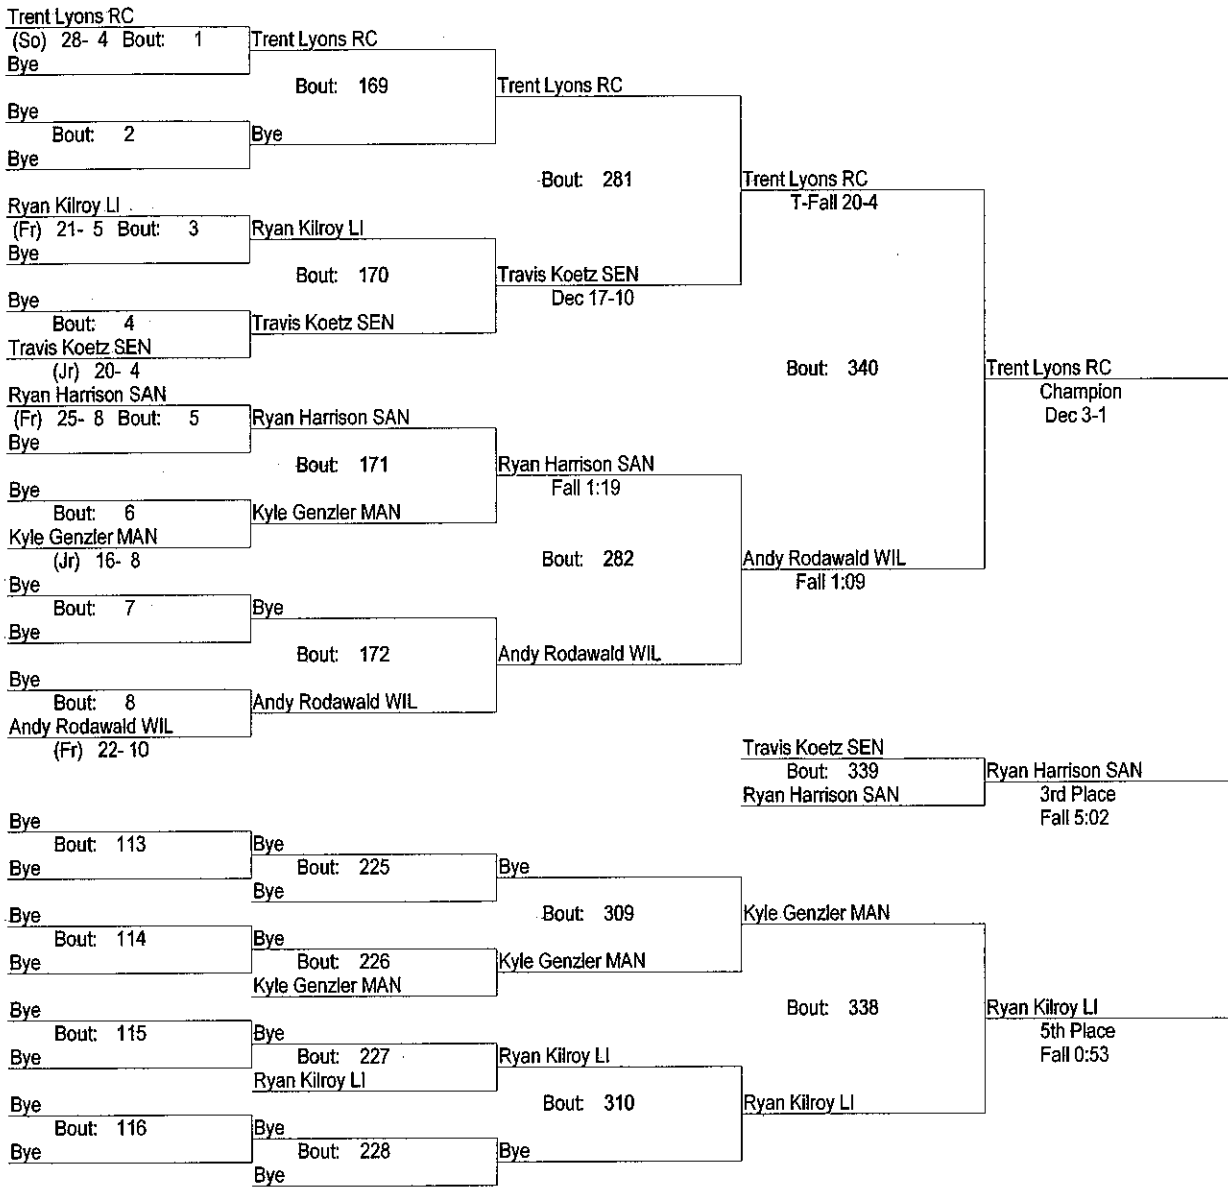 Trent Lyons RC
(So) 28- 4 Bout: 1
Bye
Bye
Bout: 2
Bye
Ryan Kilroy LI
(Fr) 21- 5 Bout: 3
Bye
Bye
Bout: 4
Travis Koetz SEN
(Jr) 20- 4
Ryan Harrison SAN
(Fr) 25- 8 Bout: 5
Bye
Bye
Bout: 6
Kyle Genzler MAN
(Jr) 16- 8
Bye
Bout: 7
Bye
Bye
Bout: 8
Andy Rodawald WIL
(Fr) 22- 10
Trent Lyons RC
Bout: 169
Bye
Ryan Kilroy LI
Bout: 170
Travis Koetz SEN
Ryan Harrison SAN
Bout: 171
Kyle Genzler MAN
Bye
Bout: 172
Andy Rodawald WIL
Trent Lyons RC
Bout: 281
Travis Koetz SEN
Dec 17-10
Ryan Harrison SAN
Fall 1:19
Bout: 282
Andy Rodawald WIL
Trent Lyons RC
T-Fall 20-4
Bout: 340
Andy Rodawald WIL
Fall 1:09
Trent Lyons RC
Champion
Dec 3-1
Travis Koetz SEN
Bout: 339
Ryan Harrison SAN
Ryan Harrison SAN
3rd Place
Fall 5:02
Bye
Bout: 113
Bye
Bye
Bout: 114
Bye
Bye
Bout: 115
Bye
Bye
Bout: 116
Bye
Bye
Bout: 225
Bye
Bye
Bout: 226
Kyle Genzler MAN
Bye
Bout: 227
Ryan Kilroy LI
Bye
Bout: 228
Bye
Bye
Bout: 309
Kyle Genzler MAN
Ryan Kilroy LI
Bout: 310
Bye
Kyle Genzler MAN
Bout: 338
Ryan Kilroy LI
Ryan Kilroy LI
5th Place
Fall 0:53